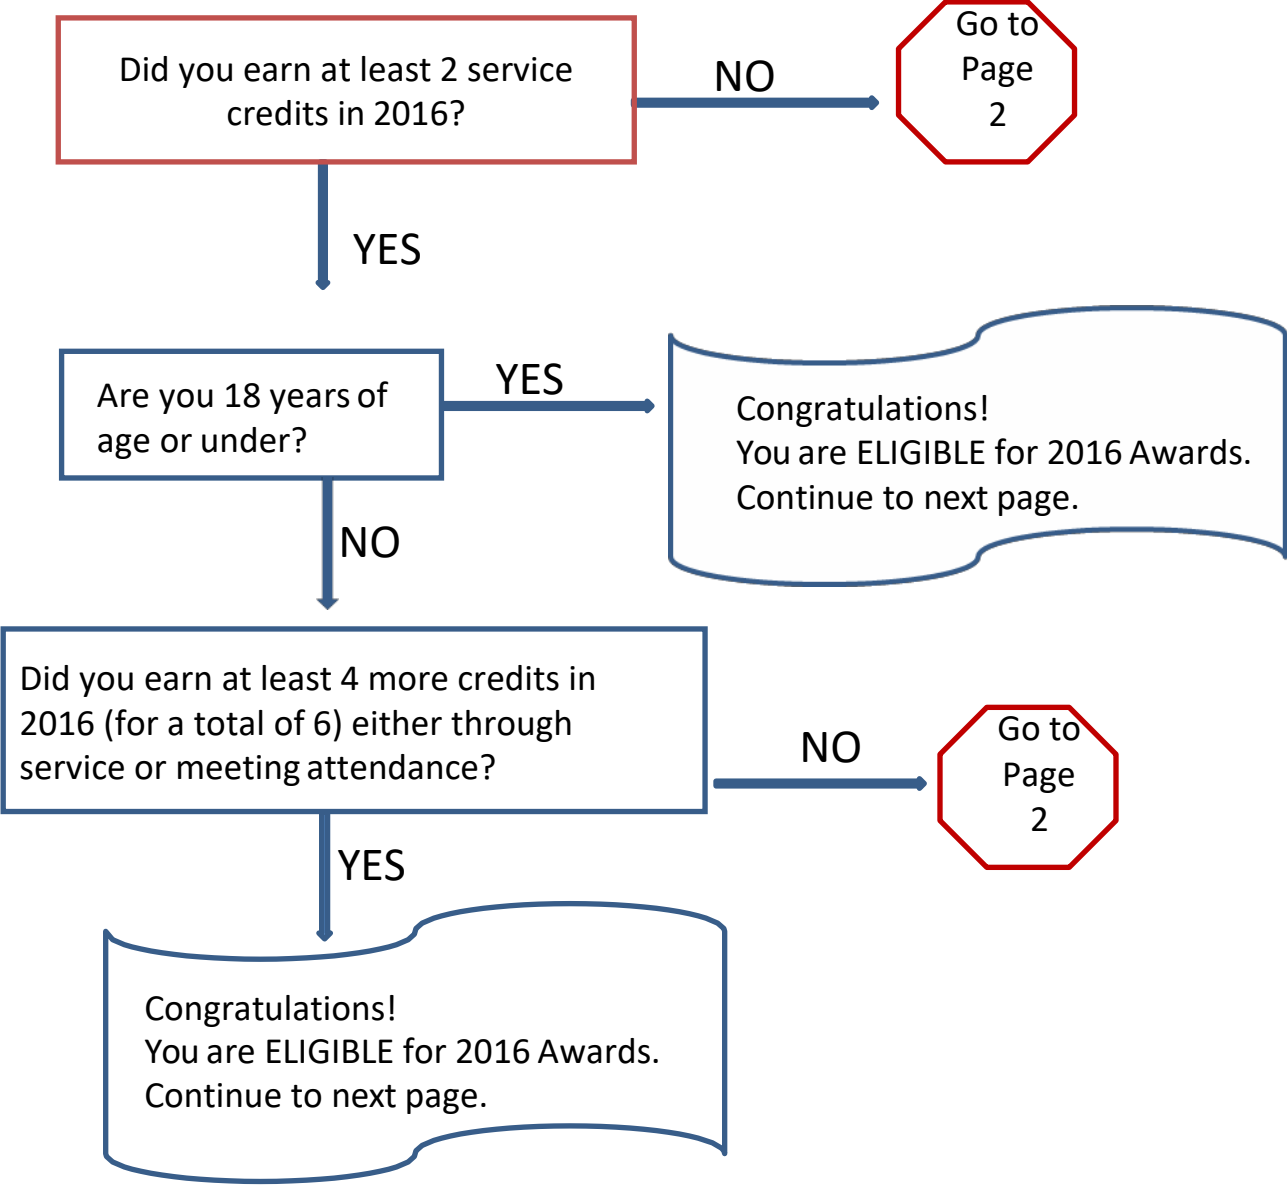 Did you earn at least 2 service
credits in 2016?
NO
Go to
Page
2
YES
Are you 18 years of
age or under?
YES
Congratulations!
You are ELIGIBLE for 2016 Awards.
Continue to next page.
NO
Did you earn at least 4 more credits in
2016 (for a total of 6) either through
service or meeting attendance?
NO
Go to
Page
2
YES
Congratulations!
You are ELIGIBLE for 2016 Awards.
Continue to next page.